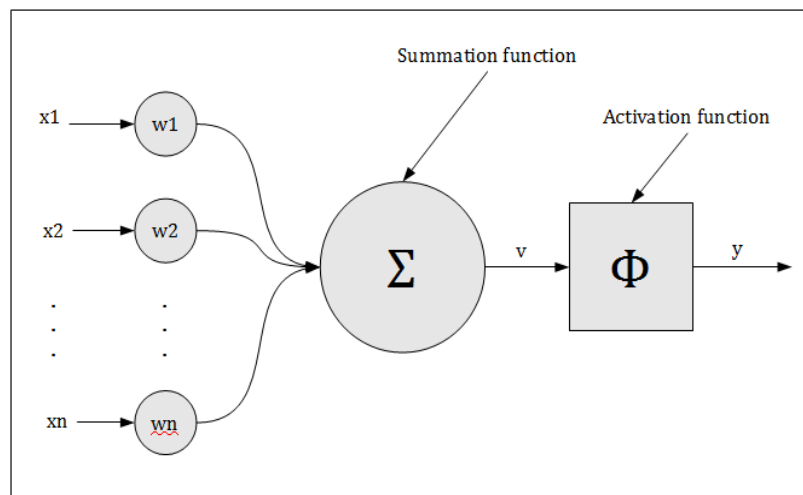 Summation function
Activation function
x1
w1
x2
w2
Σ
v
Φ
y
xn
wn